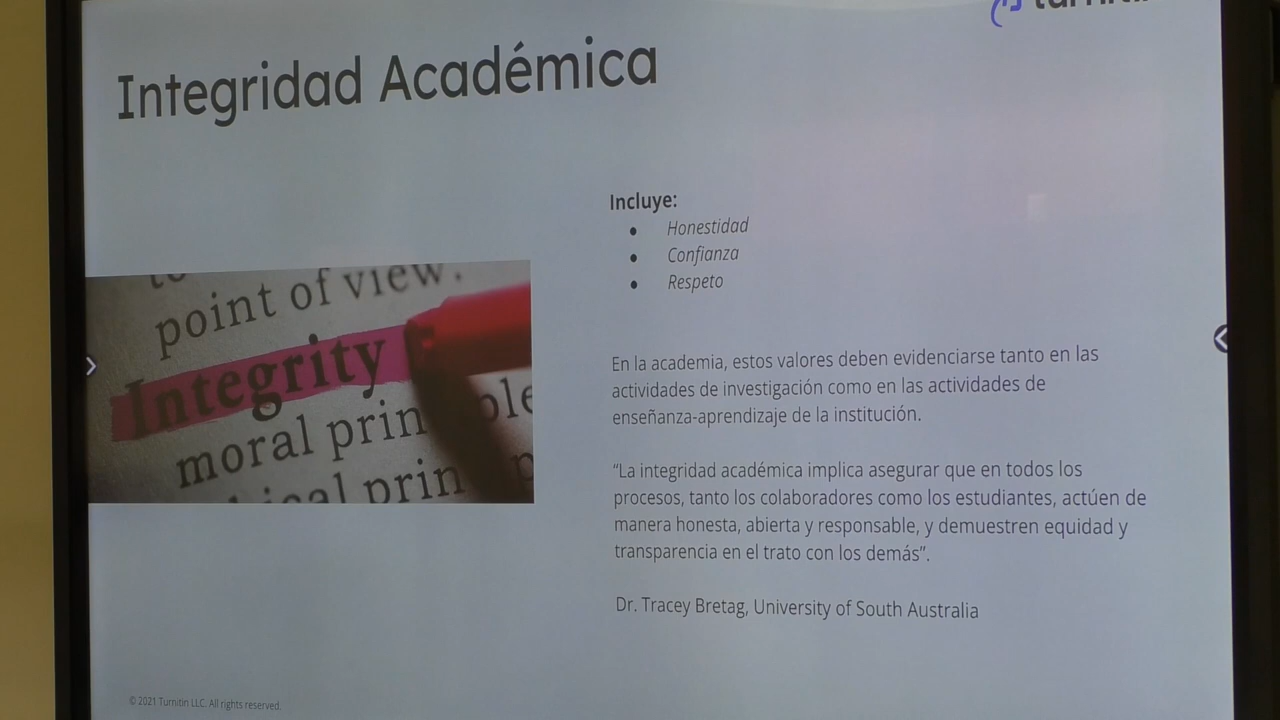 turnitin
Integridad Académica
Incluye:
• Honestidad
• Confianza
• Respeto
point of view.
Integrity
moral prin
prin
En la academia, estos valores deben evidenciarse tanto en las
actividades de investigación como en las actividades de
enseñanza-aprendizaje de la institución.
“La integridad académica implica asegurar que en todos los
procesos, tanto los colaboradores como los estudiantes, actúen de
manera honesta, abierta y responsable, y demuestren equidad y
transparencia en el trato con los demás”.
Dr. Tracey Bretag, University of South Australia
© 2021 Turnitin LLC. All rights reserved.